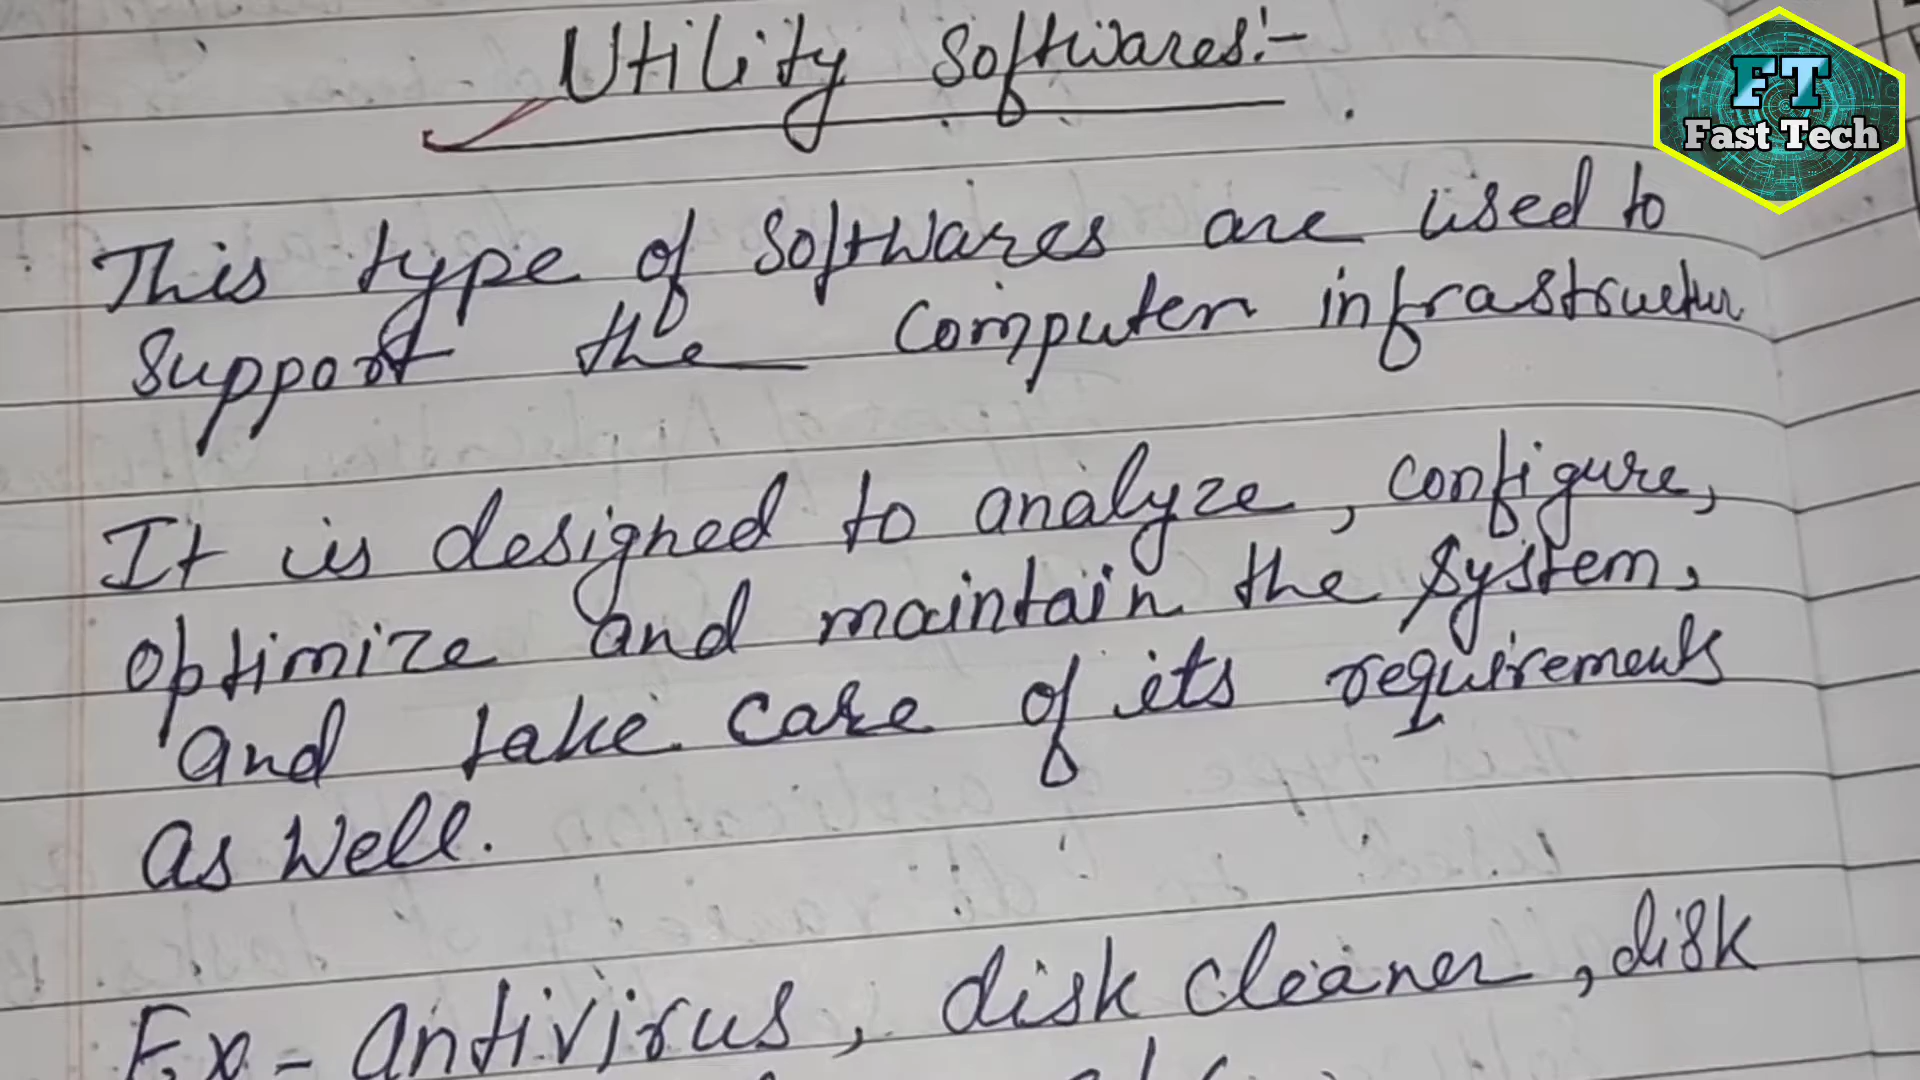 Utility Softwares:-
FT
Fast Tech
This type of Softwares are used to
Support the Computer infrastructur
It is designed to analyze, configure,
optimize and maintain the system,
and take care of its requirements
as well.
Ex - Antivirus, disk cleaner, disk